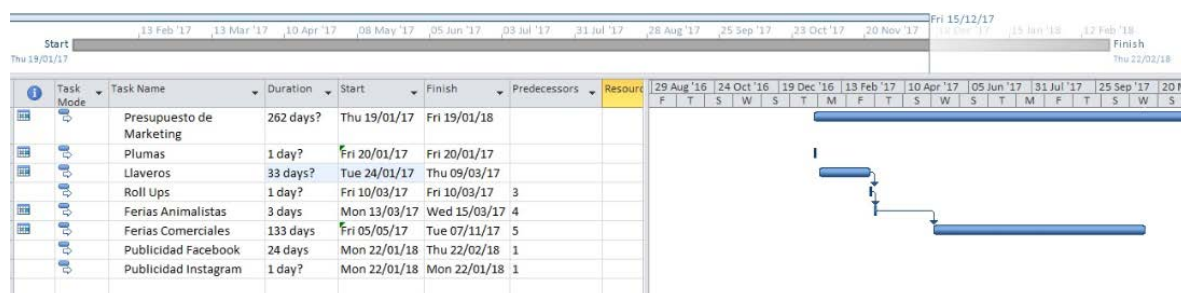 Fri 15/12/17
13 Feb '17 13 Mar '17 10 Apr '17 08 May '17 05 Jun '17 03 Jul '17 31 Jul '17 28 Aug '17 25 Sep '17 23 Oct '17 20 Nov '17 15 Jan '18 12 Feb '18
Start
Thu 19/01/17
Finish
Thu 22/02/18
Task Mode Task Name Duration Start Finish Predecessors Resourc
29 Aug '16 24 Oct '16 19 Dec '16 13 Feb '17 10 Apr '17 05 Jun '17 31 Jul '17 25 Sep '17 20
F T S W S T M F T S W S T M F T S W S
Presupuesto de Marketing 262 days? Thu 19/01/17 Fri 19/01/18
Plumas 1 day? Fri 20/01/17 Fri 20/01/17
Llaveros 33 days? Tue 24/01/17 Thu 09/03/17
Roll Ups 1 day? Fri 10/03/17 Fri 10/03/17 3
Ferias Animalistas 3 days Mon 13/03/17 Wed 15/03/17 4
Ferias Comerciales 133 days Fri 05/05/17 Tue 07/11/17 5
Publicidad Facebook 24 days Mon 22/01/18 Thu 22/02/18 1
Publicidad Instagram 1 day? Mon 22/01/18 Mon 22/01/18 1